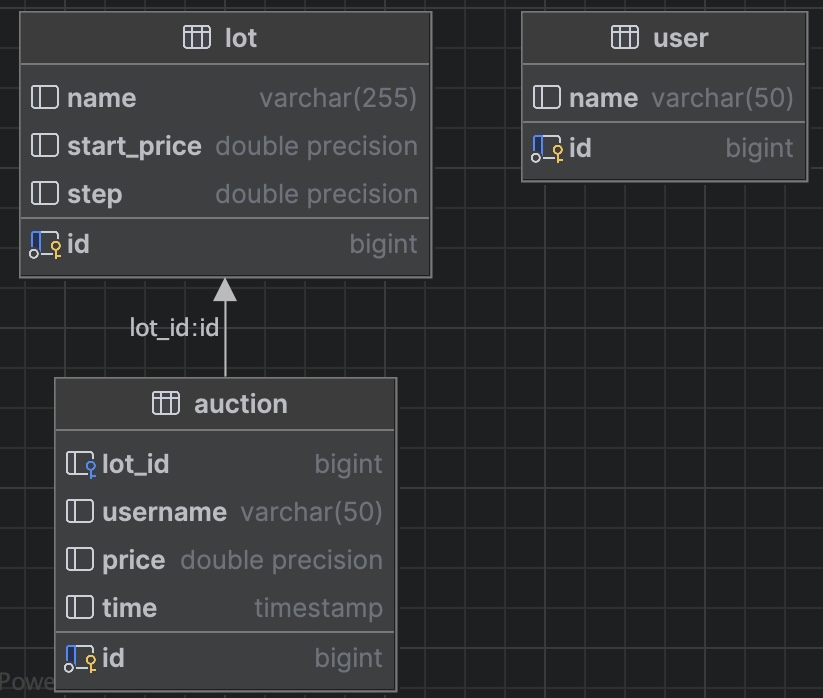 lot
name varchar(255)
start_price double precision
step double precision
id bigint
user
name varchar(50)
id bigint
lot_id:id
auction
lot_id bigint
username varchar(50)
price double precision
time timestamp
id bigint
Powe